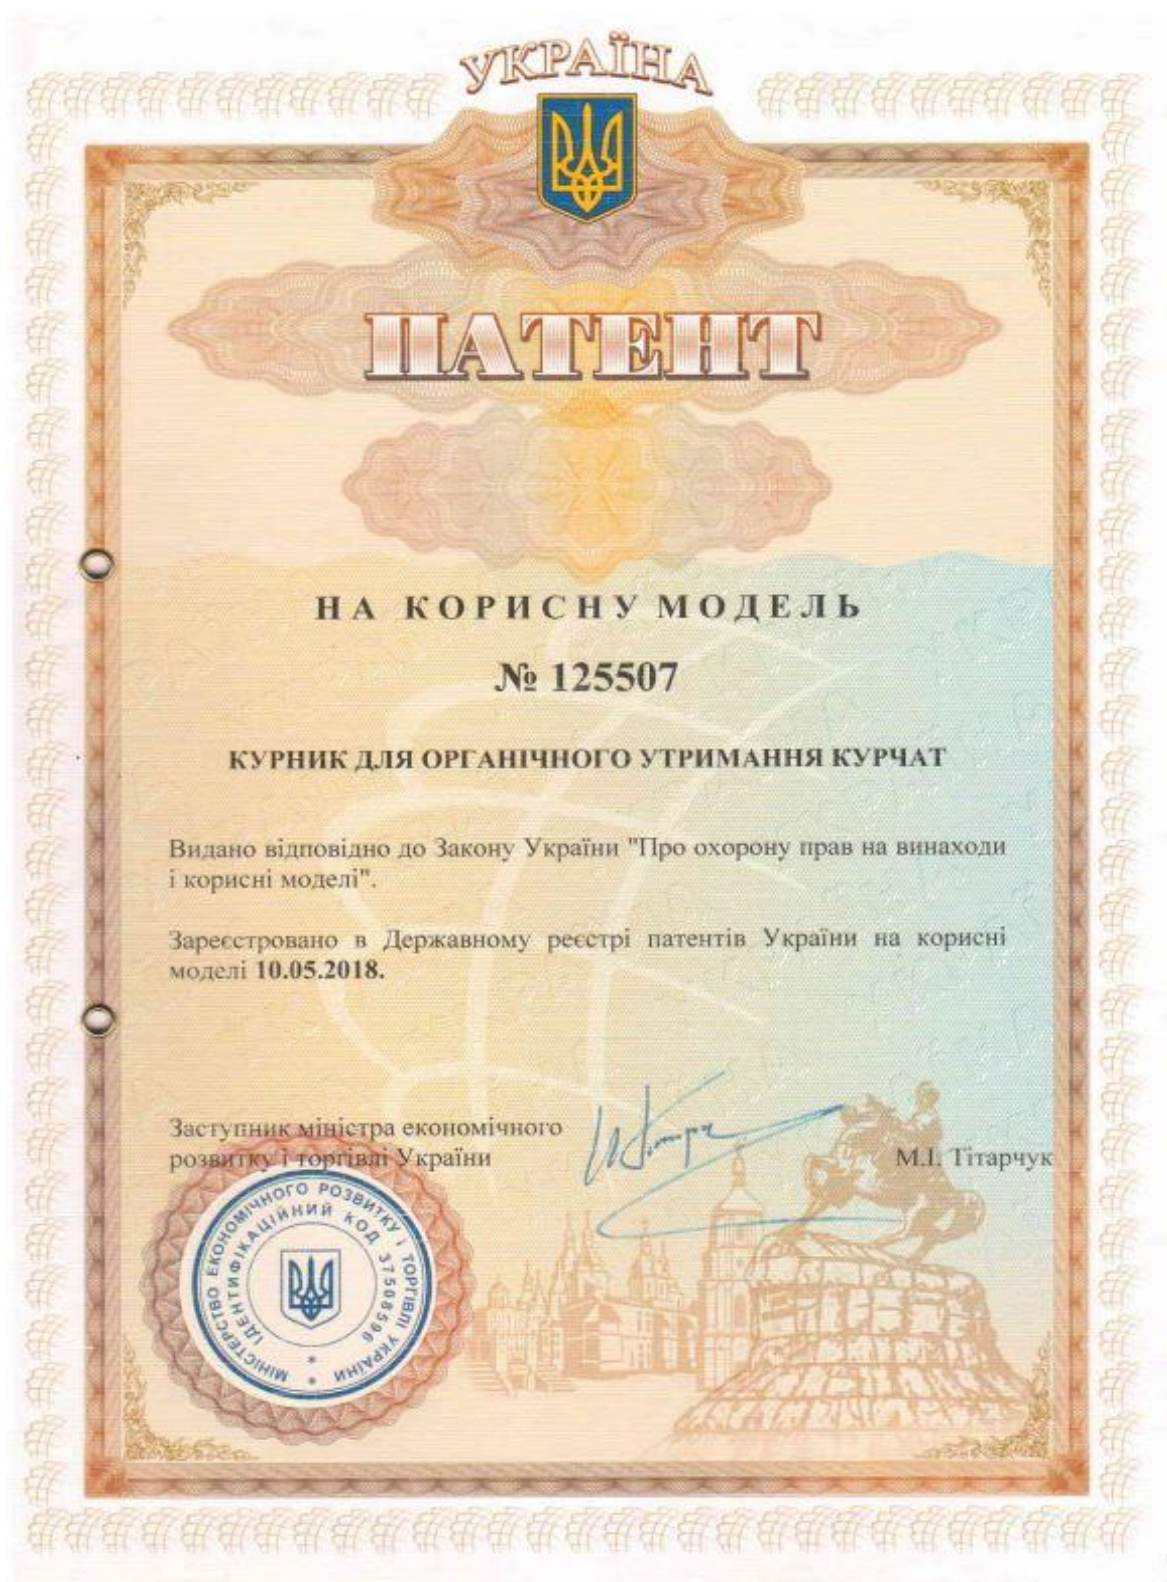 УКРАЇНА
ПАТЕНТ
НА КОРИСНУ МОДЕЛЬ
№ 125507
КУРНИК ДЛЯ ОРГАНІЧНОГО УТРИМАННЯ КУРЧАТ
Видано відповідно до Закону України "Про охорону прав на винаходи
і корисні моделі".
Зареєстровано в Державному реєстрі патентів України на корисні
моделі 10.05.2018.
Заступник міністра економічного
розвитку і торгівлі України
М.І. Тітарчук
МІНІСТЕРСТВО ЕКОНОМІЧНОГО РОЗВИТКУ І ТОРГІВЛІ УКРАЇНИ *
ІДЕНТИФІКАЦІЙНИЙ КОД 37508596 *